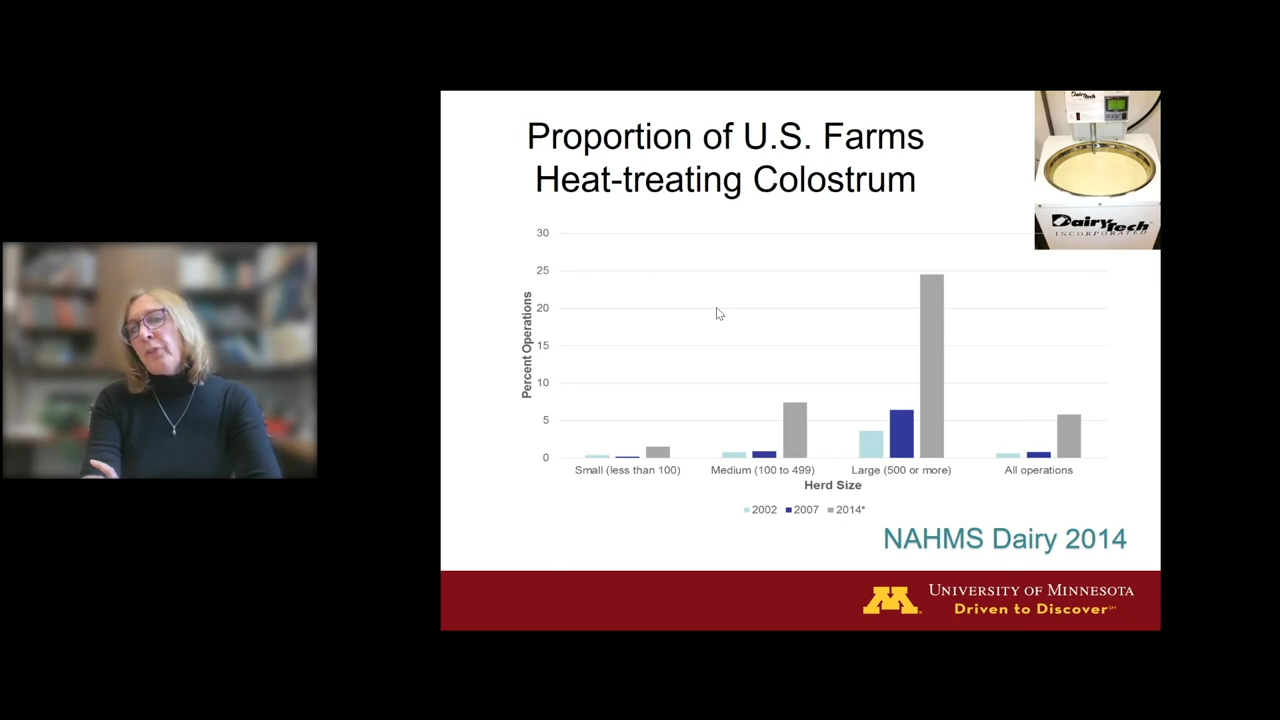 Proportion of U.S. Farms
Heat-treating Colostrum
DairyTech
DairyTech
INCORPORATED
30
25
20
15
10
5
0
Percent Operations
Small (less than 100)
Medium (100 to 499)
Large (500 or more)
All operations
Herd Size
2002
2007
2014*
NAHMS Dairy 2014
M
UNIVERSITY OF MINNESOTA
Driven to Discover℠